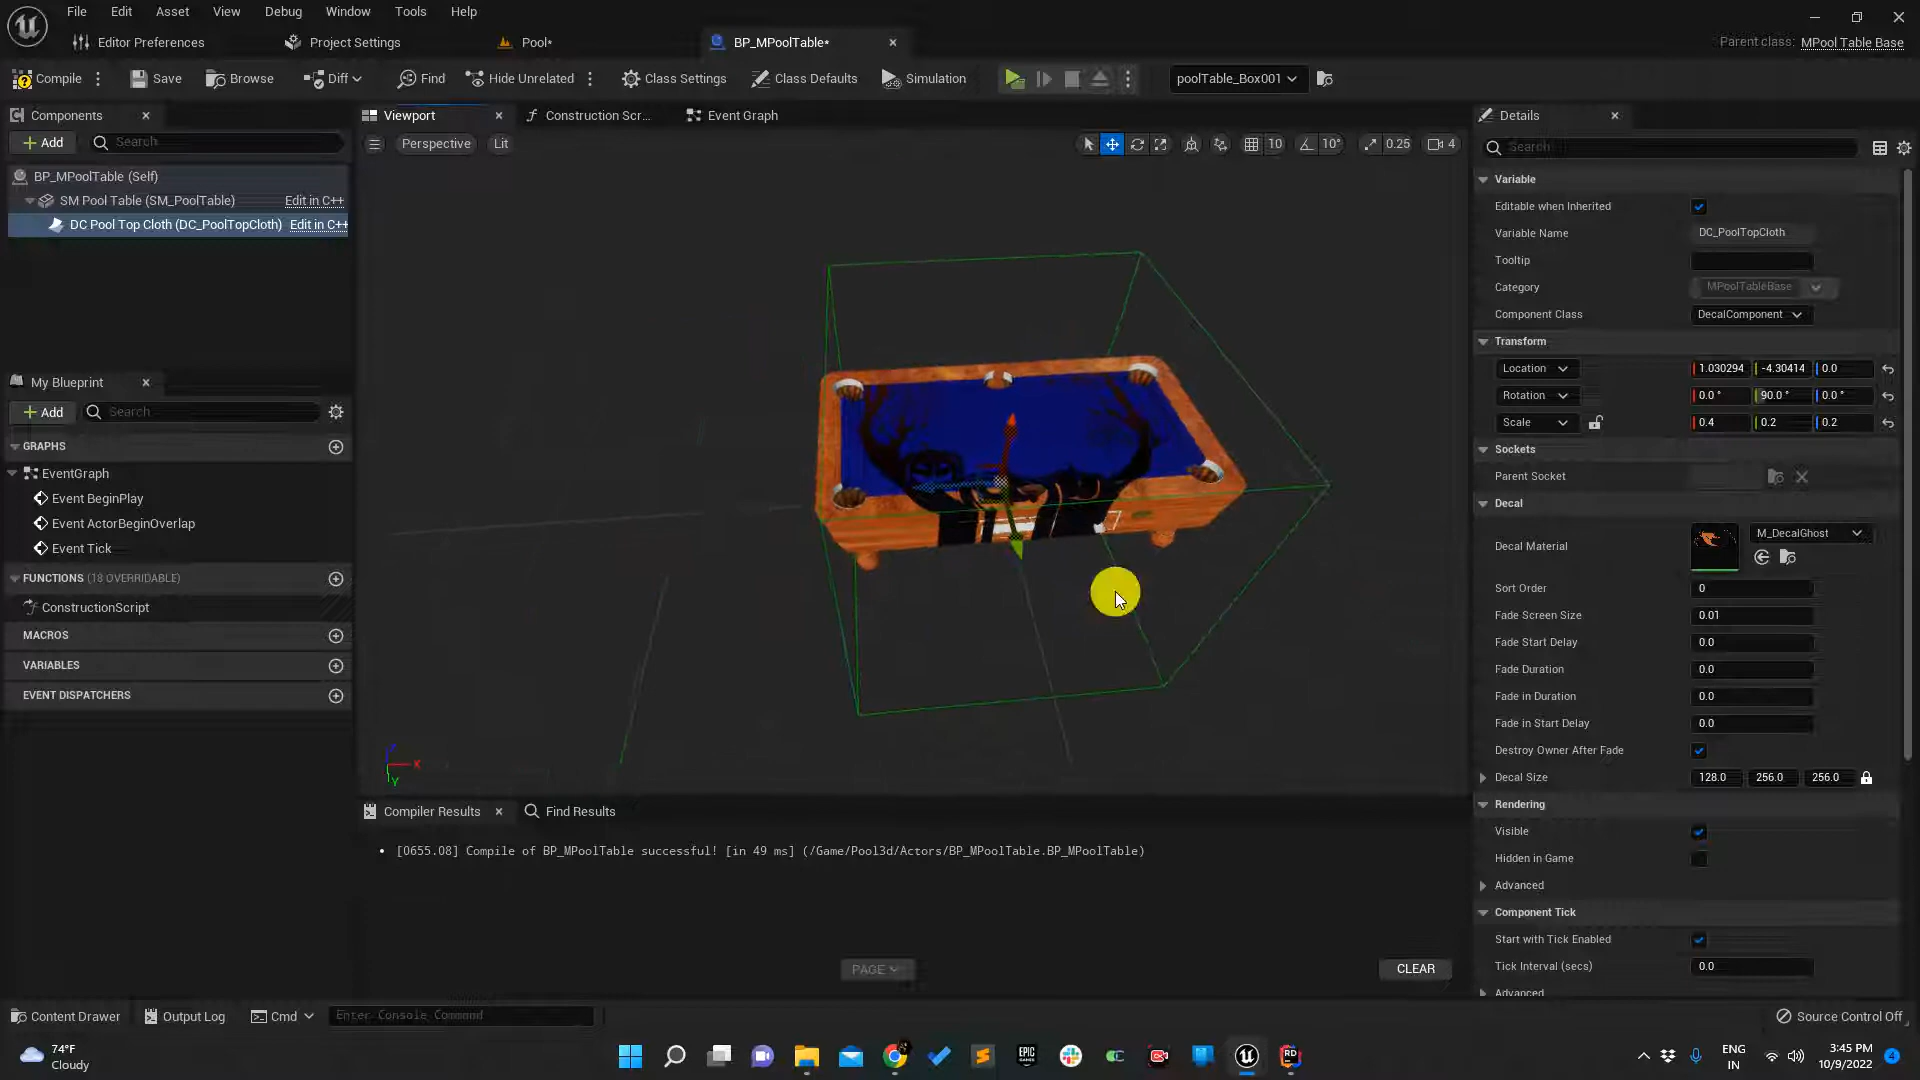 File Edit Asset View Debug Window Tools Help
Editor Preferences Project Settings Pool* BP_MPoolTable* Parent class: MPool Table Base
Compile Save Browse Diff Find Hide Unrelated Class Settings Class Defaults Simulation poolTable_Box001
Components Viewport Construction Scr... Event Graph Details
Add Search Perspective Lit 10 10° 0.25 4 Search
BP_MPoolTable (Self)
SM Pool Table (SM_PoolTable) Edit in C++
DC Pool Top Cloth (DC_PoolTopCloth) Edit in C++
My Blueprint
Add Search
GRAPHS
EventGraph
Event BeginPlay
Event ActorBeginOverlap
Event Tick
FUNCTIONS (18 OVERRIDABLE)
ConstructionScript
MACROS
VARIABLES
EVENT DISPATCHERS
Z X Y
Variable
Editable when Inherited
Variable Name DC_PoolTopCloth
Tooltip
Category MPoolTableBase
Component Class DecalComponent
Transform
Location 1.030294 -4.30414 0.0
Rotation 0.0 ° 90.0 ° 0.0 °
Scale 0.4 0.2 0.2
Sockets
Parent Socket
Decal
Decal Material M_DecalGhost
Sort Order 0
Fade Screen Size 0.01
Fade Start Delay 0.0
Fade Duration 0.0
Fade in Duration 0.0
Fade in Start Delay 0.0
Destroy Owner After Fade
Decal Size 128.0 256.0 256.0
Rendering
Visible
Hidden in Game
Advanced
Component Tick
Start with Tick Enabled
Tick Interval (secs) 0.0
Advanced
Compiler Results Find Results
• [0655.08] Compile of BP_MPoolTable successful! [in 49 ms] (/Game/Pool3d/Actors/BP_MPoolTable.BP_MPoolTable)
PAGE CLEAR
Content Drawer Output Log Cmd Enter Console Command Source Control Off
74°F
Cloudy
EPIC GAMES
RD
ENG
IN
3:45 PM
10/9/2022
4